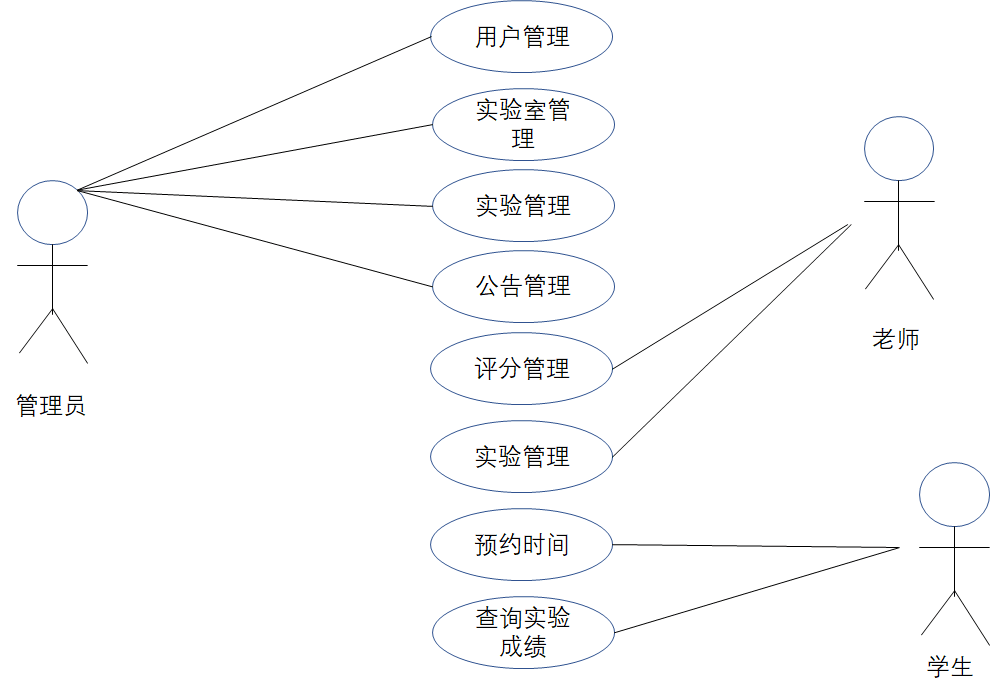 用户管理
实验室管
理
实验管理
公告管理
评分管理
实验管理
预约时间
查询实验
成绩
管理员
老师
学生